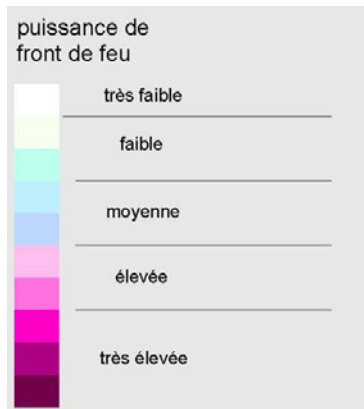 puissance de
front de feu
très faible
faible
moyenne
élevée
très élevée